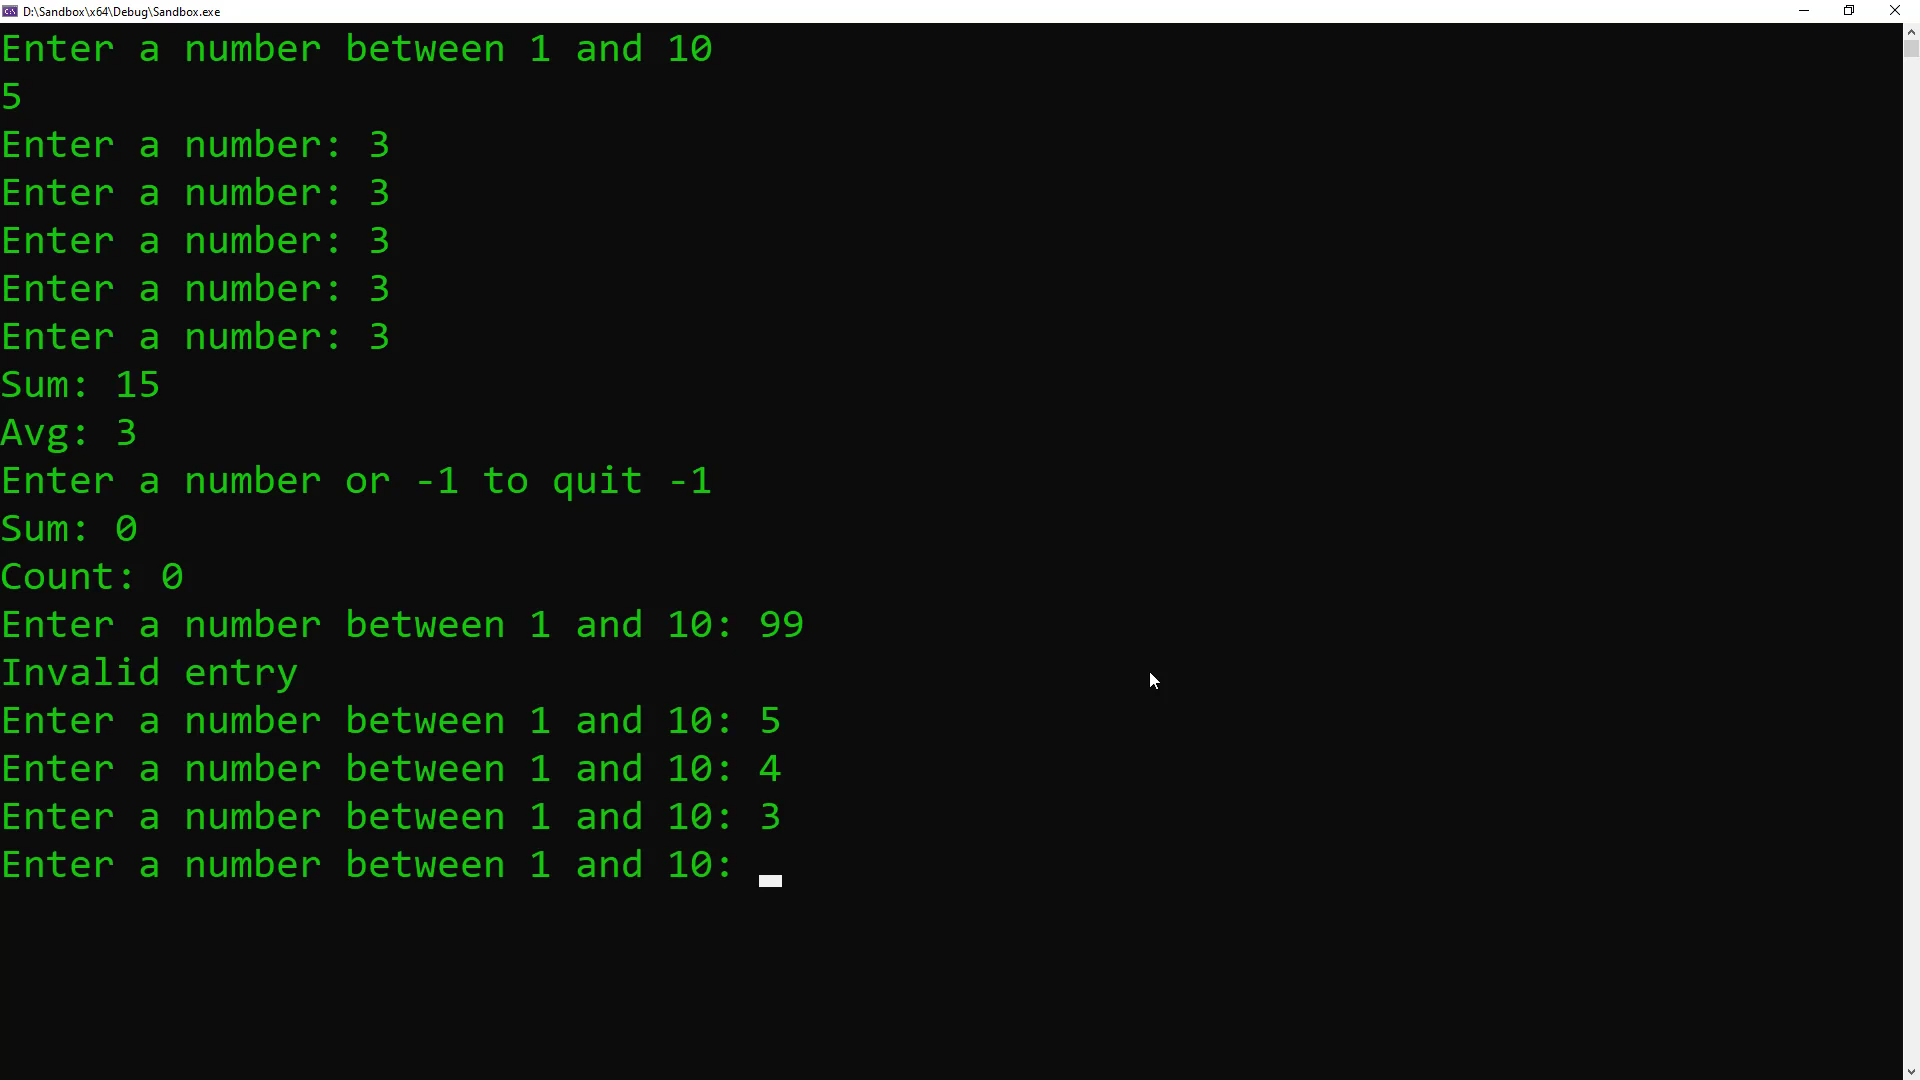 D:\Sandbox\x64\Debug\Sandbox.exe
Enter a number between 1 and 10
5
Enter a number: 3
Enter a number: 3
Enter a number: 3
Enter a number: 3
Enter a number: 3
Sum: 15
Avg: 3
Enter a number or -1 to quit -1
Sum: 0
Count: 0
Enter a number between 1 and 10: 99
Invalid entry
Enter a number between 1 and 10: 5
Enter a number between 1 and 10: 4
Enter a number between 1 and 10: 3
Enter a number between 1 and 10: